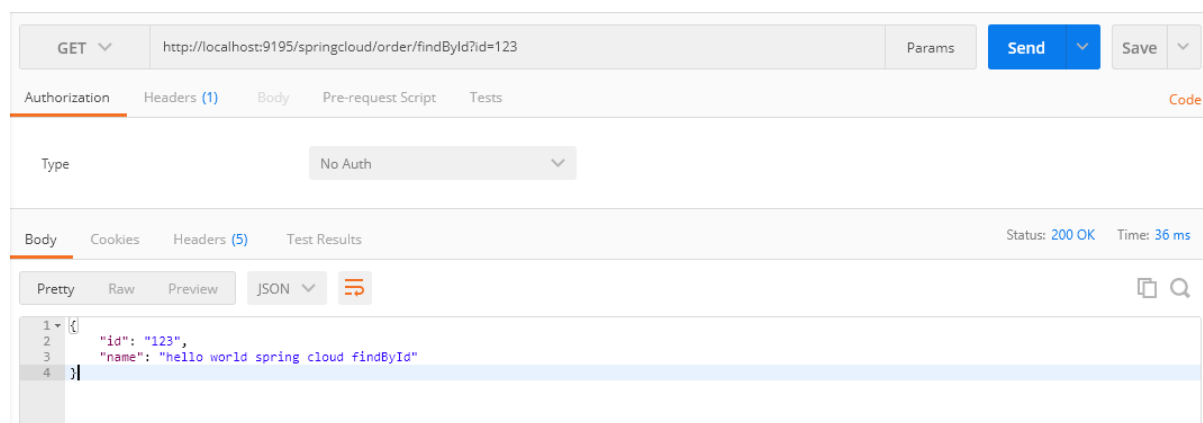 GET http://localhost:9195/springcloud/order/findById?id=123 Params Send Save
Authorization Headers (1) Body Pre-request Script Tests Code
Type No Auth
Body Cookies Headers (5) Test Results Status: 200 OK Time: 36 ms
Pretty Raw Preview JSON
1 {
2 "id": "123",
3 "name": "hello world spring cloud findById"
4 }